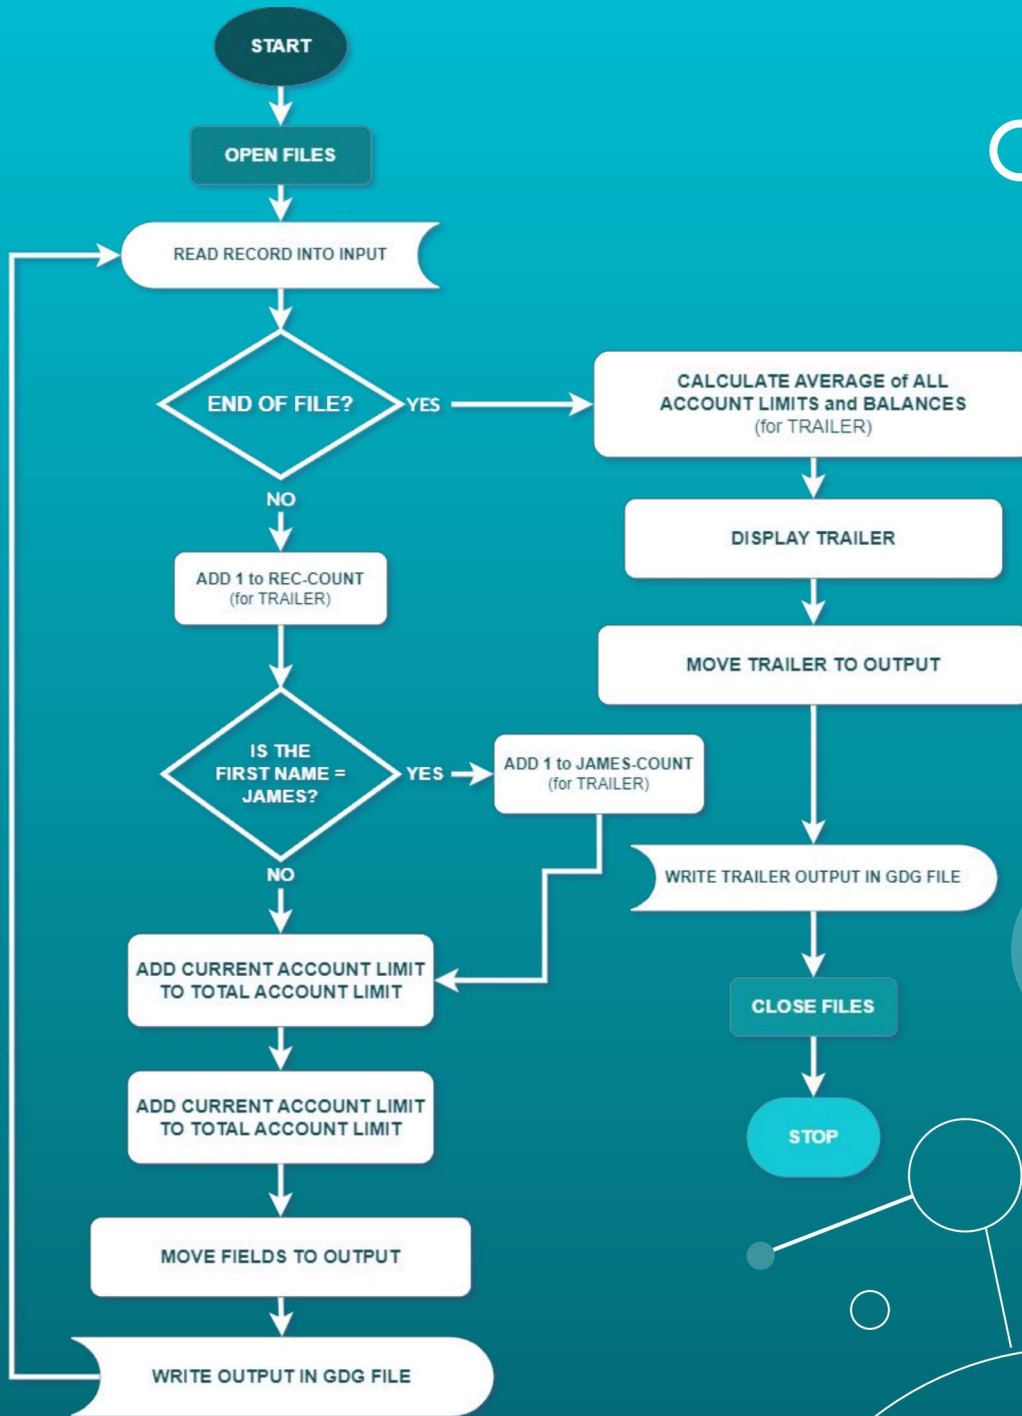 START
OPEN FILES
READ RECORD INTO INPUT
END OF FILE?
YES
NO
ADD 1 to REC-COUNT
(for TRAILER)
IS THE
FIRST NAME =
JAMES?
YES
ADD 1 to JAMES-COUNT
(for TRAILER)
NO
ADD CURRENT ACCOUNT LIMIT
TO TOTAL ACCOUNT LIMIT
ADD CURRENT ACCOUNT LIMIT
TO TOTAL ACCOUNT LIMIT
MOVE FIELDS TO OUTPUT
WRITE OUTPUT IN GDG FILE
CALCULATE AVERAGE of ALL
ACCOUNT LIMITS and BALANCES
(for TRAILER)
DISPLAY TRAILER
MOVE TRAILER TO OUTPUT
WRITE TRAILER OUTPUT IN GDG FILE
CLOSE FILES
STOP